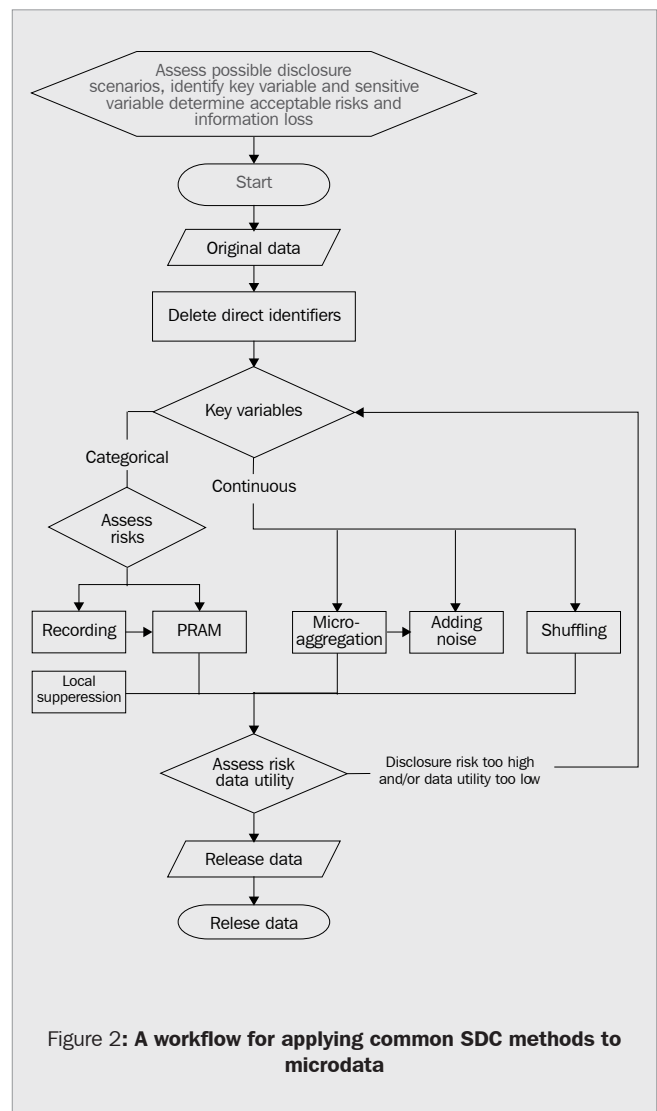 Assess possible disclosure
scenarios, identify key variable and sensitive
variable determine acceptable risks and
information loss
Start
Original data
Delete direct identifiers
Key variables
Categorical
Continuous
Assess
risks
Recording
PRAM
Micro-
aggregation
Adding
noise
Shuffling
Local
supperession
Assess risk
data utility
Disclosure risk too high
and/or data utility too low
Release data
Relese data
Figure 2: A workflow for applying common SDC methods to
microdata